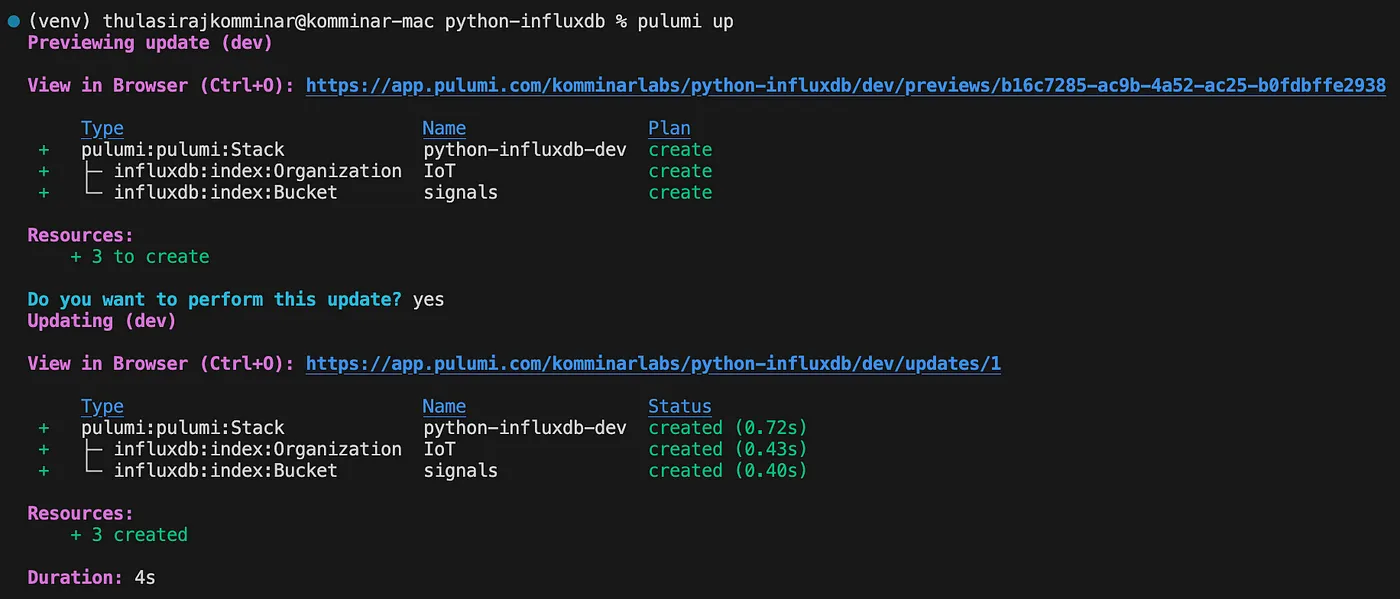 (venv) thulasirajkomminar@komminar-mac python-influxdb % pulumi up
Previewing update (dev)
View in Browser (Ctrl+O): https://app.pulumi.com/komminarlabs/python-influxdb/dev/previews/b16c7285-ac9b-4a52-ac25-b0fdbffe2938
Type Name Plan
+ pulumi:pulumi:Stack python-influxdb-dev create
+ ├─ influxdb:index:Organization IoT create
+ └─ influxdb:index:Bucket signals create
Resources:
+ 3 to create
Do you want to perform this update? yes
Updating (dev)
View in Browser (Ctrl+O): https://app.pulumi.com/komminarlabs/python-influxdb/dev/updates/1
Type Name Status
+ pulumi:pulumi:Stack python-influxdb-dev created (0.72s)
+ ├─ influxdb:index:Organization IoT created (0.43s)
+ └─ influxdb:index:Bucket signals created (0.40s)
Resources:
+ 3 created
Duration: 4s